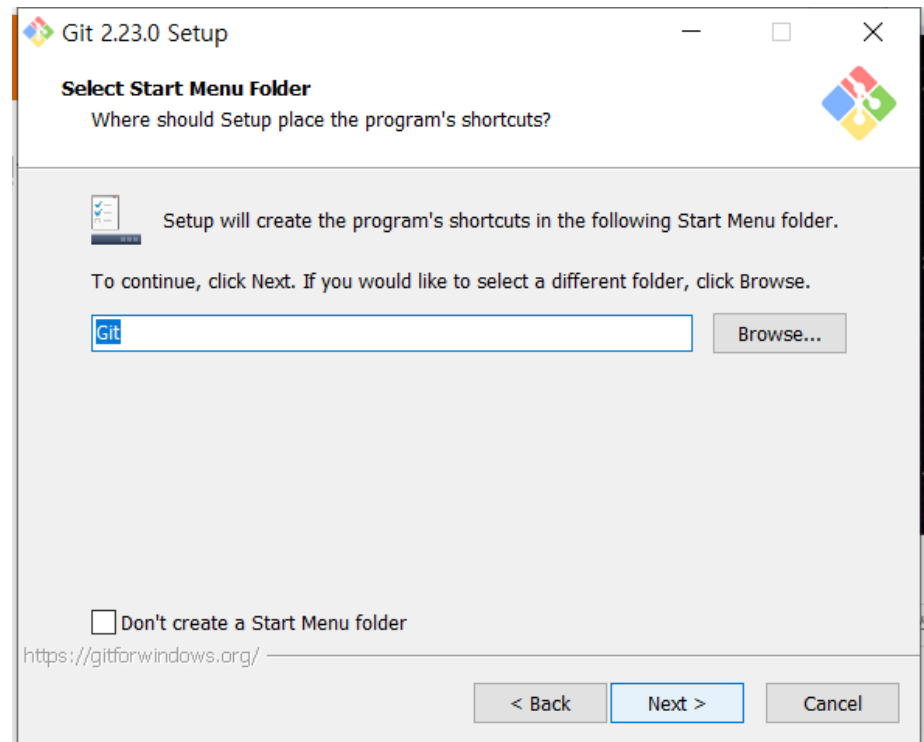 Git 2.23.0 Setup
Select Start Menu Folder
Where should Setup place the program's shortcuts?
Setup will create the program's shortcuts in the following Start Menu folder.
To continue, click Next. If you would like to select a different folder, click Browse.
Git
Browse...
Don't create a Start Menu folder
https://gitforwindows.org/
< Back
Next >
Cancel